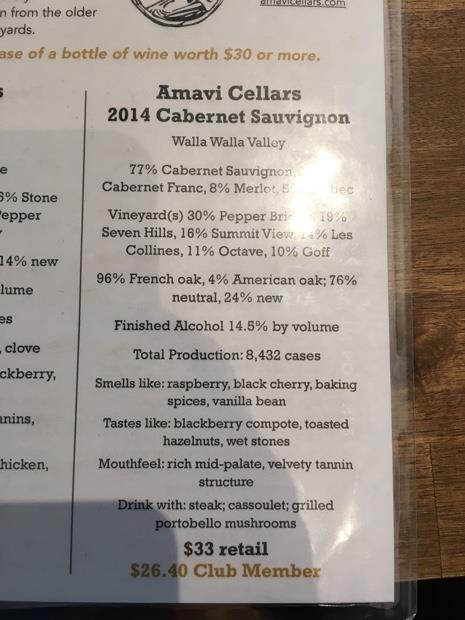 amavicellars.com
n from the older
yards.
ase of a bottle of wine worth $30 or more.
s
e
6% Stone
Pepper
y
14% new
lume
es
, clove
ckberry,
nnins,
hicken,
Amavi Cellars
2014 Cabernet Sauvignon
Walla Walla Valley
77% Cabernet Sauvignon,
Cabernet Franc, 8% Merlot,
Vineyard(s) 30% Pepper 19%
Seven Hills, 16% Summit View, Les
Collines, 11% Octave, 10% Goff
96% French oak, 4% American oak; 76%
neutral, 24% new
Finished Alcohol 14.5% by volume
Total Production: 8,432 cases
Smells like: raspberry, black cherry, baking
spices, vanilla bean
Tastes like: blackberry compote, toasted
hazelnuts, wet stones
Mouthfeel: rich mid-palate, velvety tannin
structure
Drink with: steak; cassoulet; grilled
portobello mushrooms
$33 retail
$26.40 Club Member